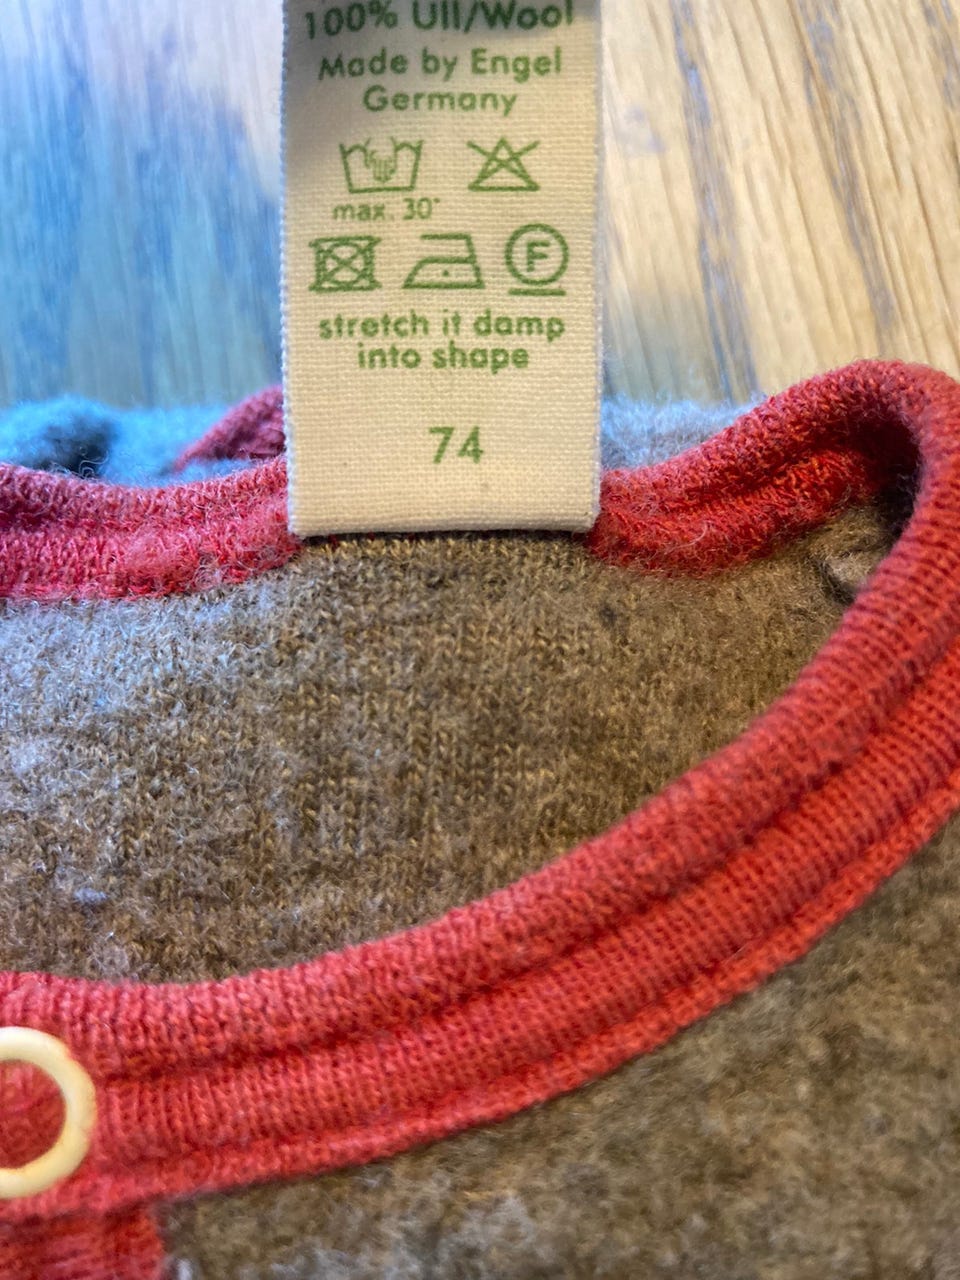 100% Ull/Wool
Made by Engel
Germany
max. 30°
F
stretch it damp
into shape
74